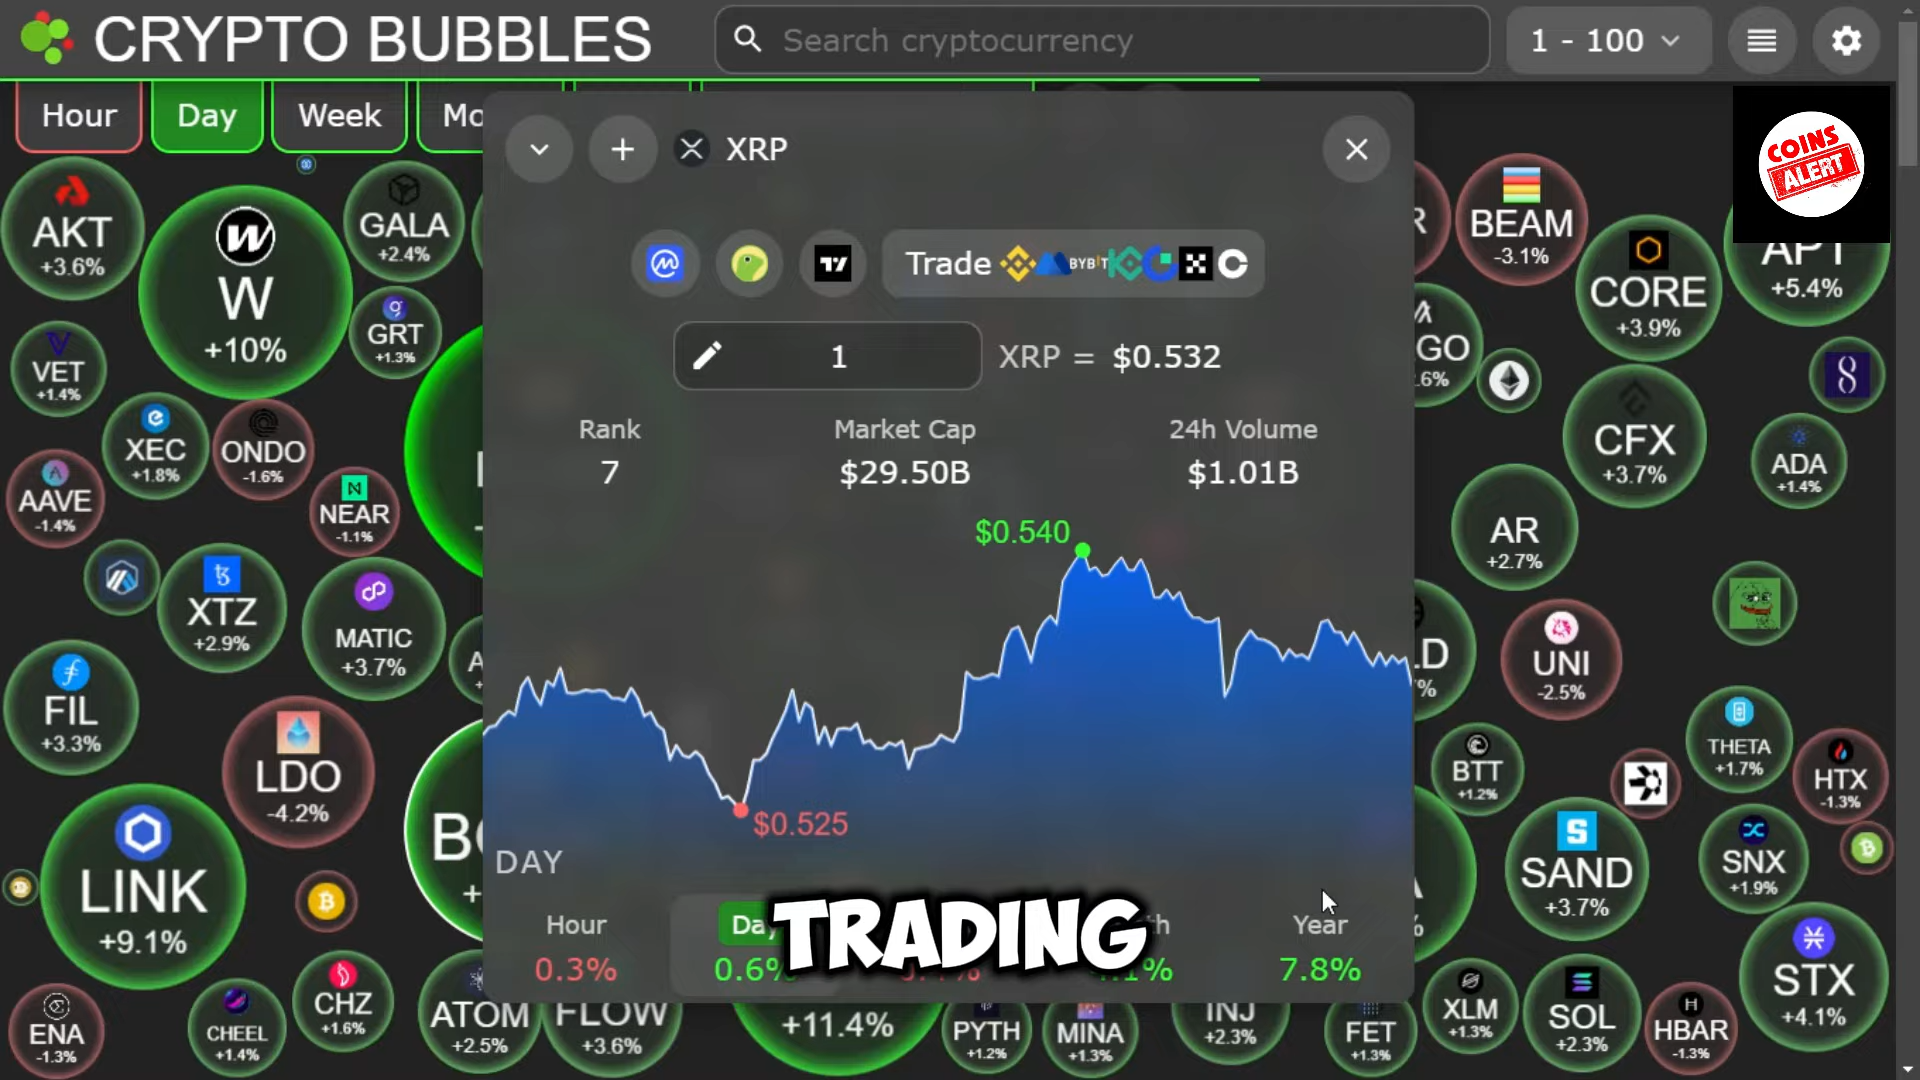 CRYPTO BUBBLES
Search cryptocurrency
1 - 100
Hour
Day
Week
Mo
COINS
ALERT
XRP
Trade
BYBIT
1
XRP = $0.532
Rank
7
Market Cap
$29.50B
24h Volume
$1.01B
$0.540
$0.525
DAY
Hour
0.3%
Day
0.6%
TRADING
Year
7.8%
AKT
+3.6%
W
+10%
GALA
+2.4%
GRT
+1.3%
VET
+1.4%
XEC
+1.8%
ONDO
-1.6%
AAVE
-1.4%
NEAR
-1.1%
XTZ
+2.9%
MATIC
+3.7%
FIL
+3.3%
LDO
-4.2%
LINK
+9.1%
ENA
-1.3%
CHEEL
+1.4%
CHZ
+1.6%
ATOM
+2.5%
FLOW
+3.6%
+11.4%
PYTH
+1.2%
MINA
+1.3%
INJ
+2.3%
FET
+1.3%
BEAM
-3.1%
CORE
+3.9%
APT
+5.4%
GO
CFX
+3.7%
ADA
+1.4%
AR
+2.7%
UNI
-2.5%
BTT
+1.2%
THETA
+1.7%
HTX
-1.3%
SAND
+3.7%
SNX
+1.9%
XLM
+1.3%
SOL
+2.3%
HBAR
-1.3%
STX
+4.1%